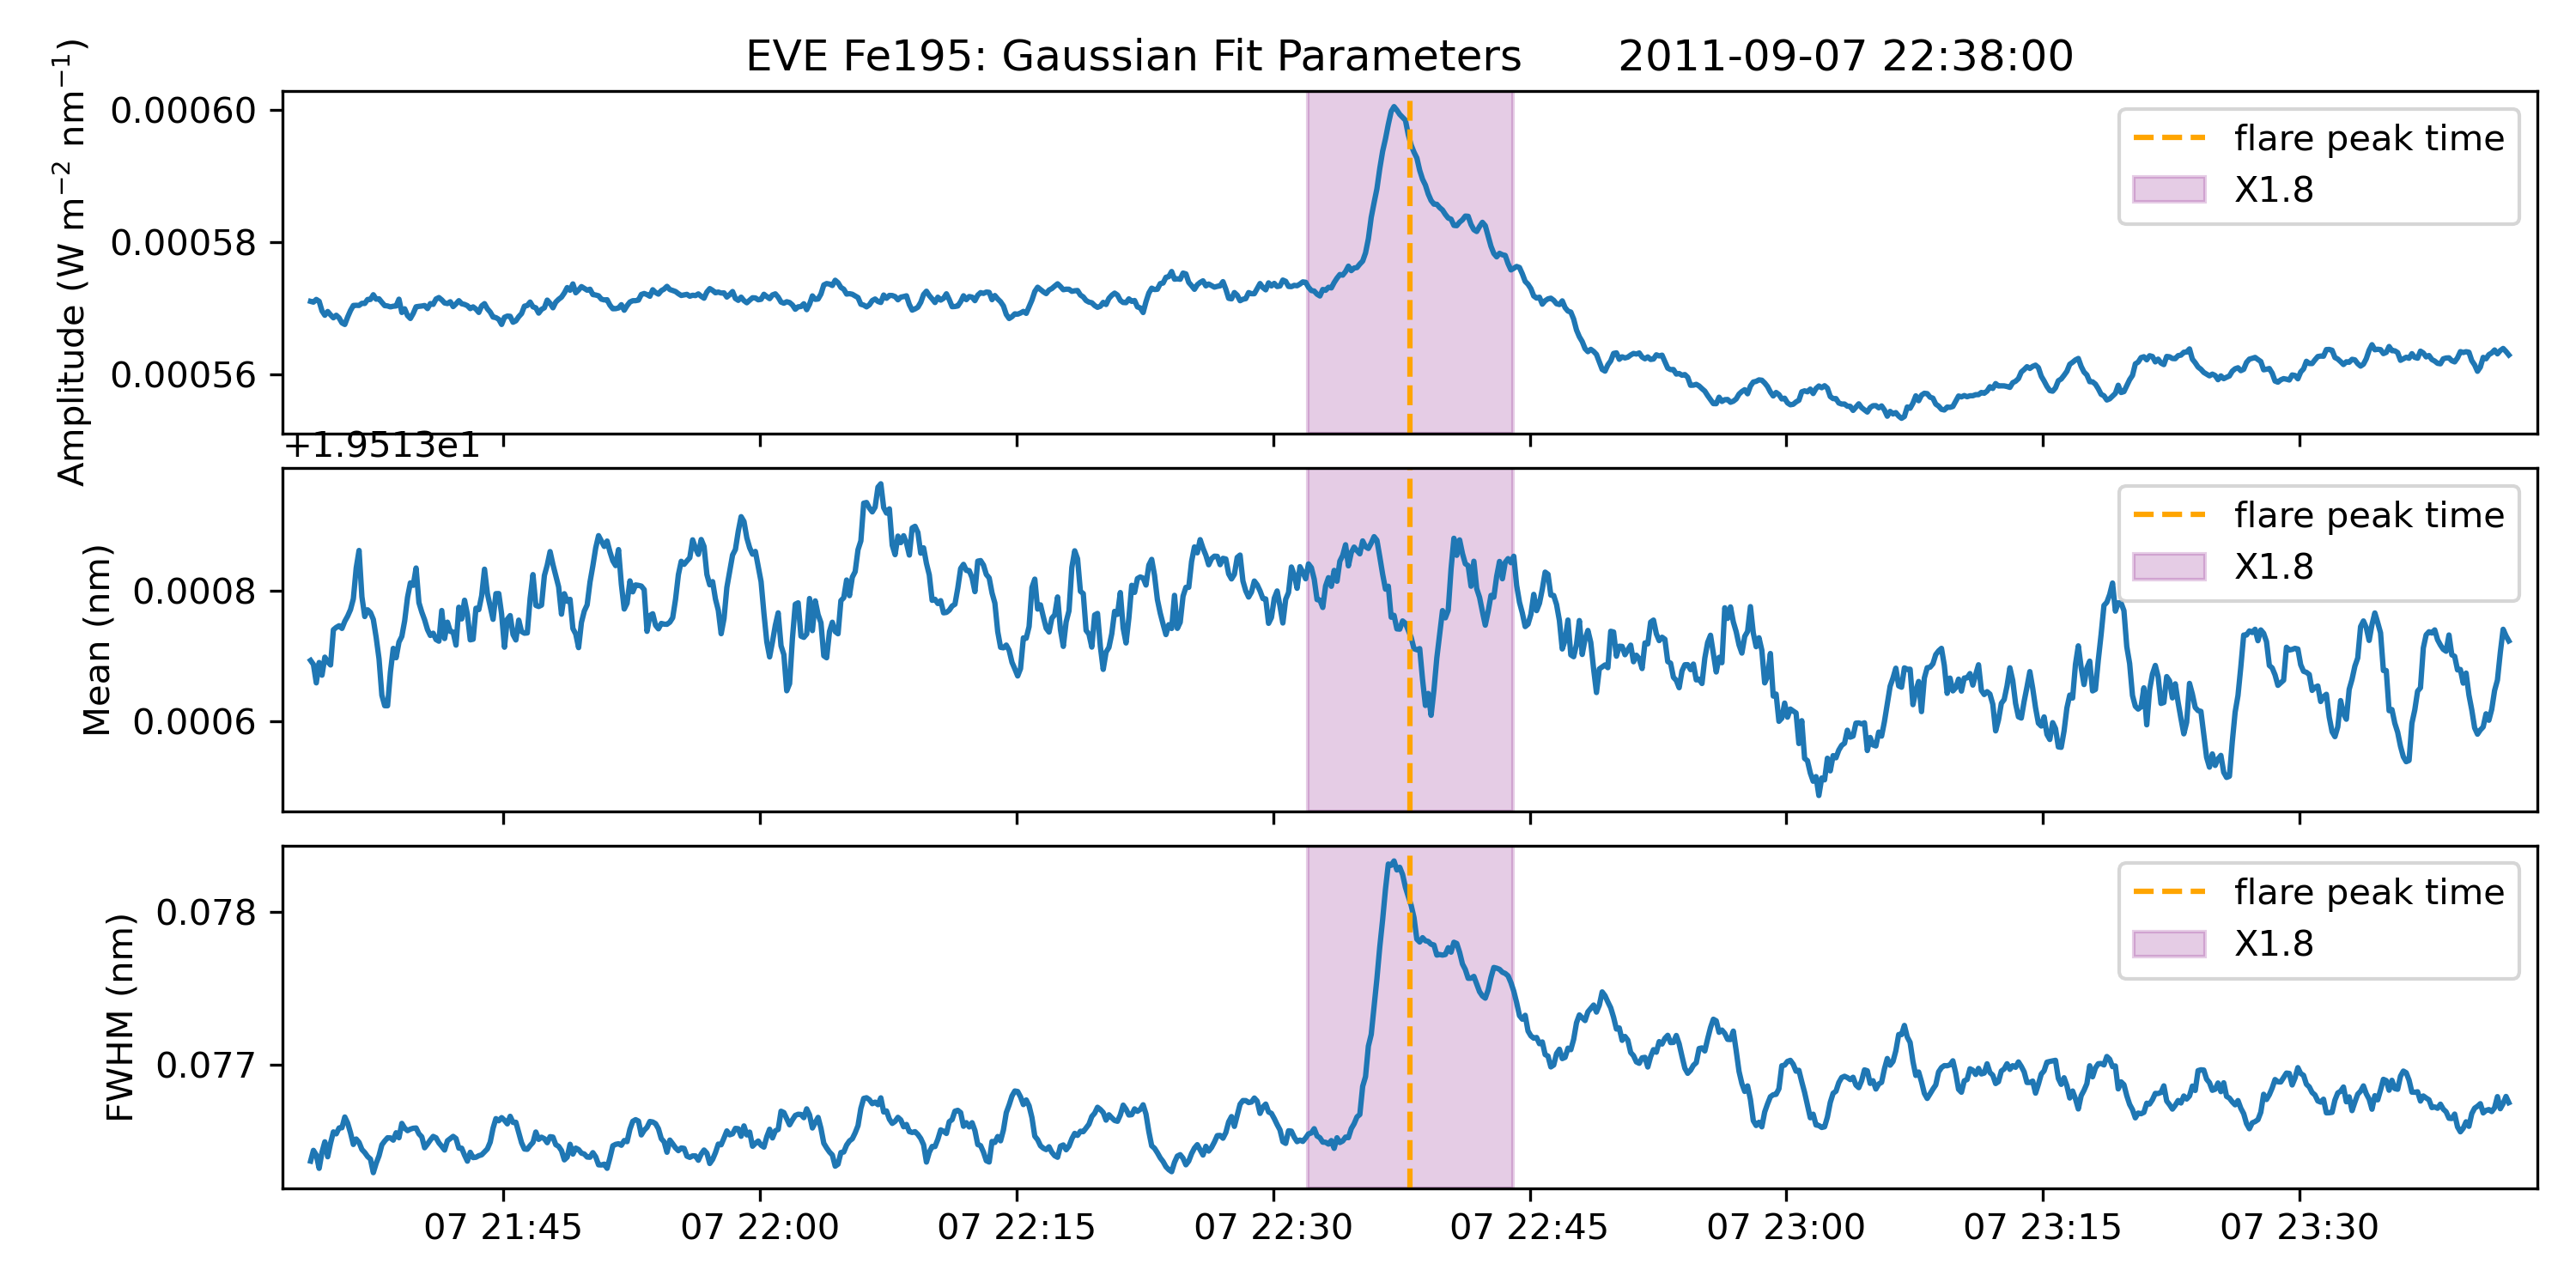 EVE Fe195: Gaussian Fit Parameters 2011-09-07 22:38:00
Amplitude (W m⁻² nm⁻¹)
0.00060
0.00058
0.00056
flare peak time
X1.8
+1.9513e1
Mean (nm)
0.0008
0.0006
flare peak time
X1.8
FWHM (nm)
0.078
0.077
flare peak time
X1.8
07 21:45 07 22:00 07 22:15 07 22:30 07 22:45 07 23:00 07 23:15 07 23:30